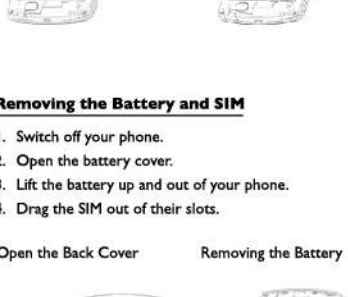 Removing the Battery and SIM
1. Switch off your phone.
2. Open the battery cover.
3. Lift the battery up and out of your phone.
4. Drag the SIM out of their slots.
Open the Back Cover Removing the Battery